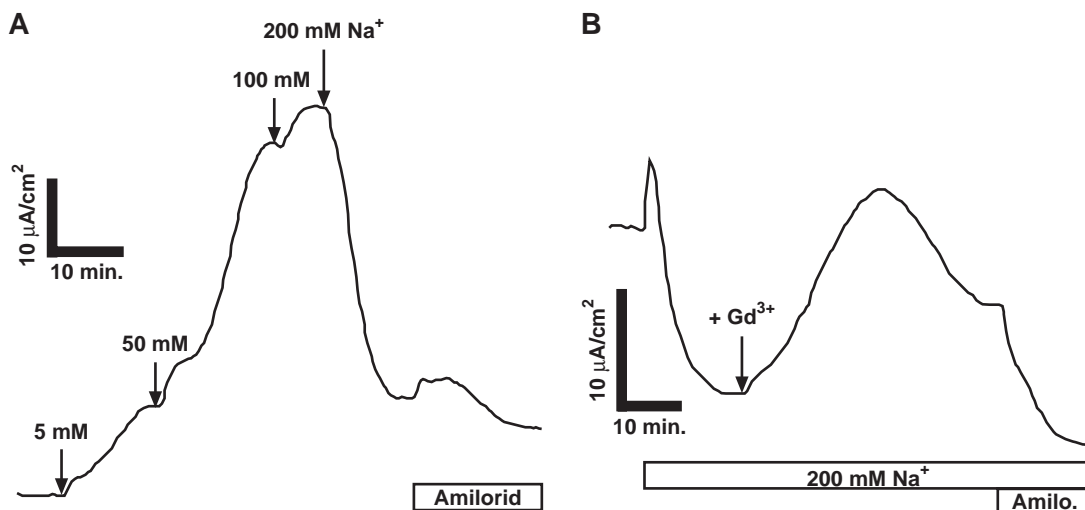 A
200 mM Na⁺
100 mM
10 µA/cm²
10 min.
50 mM
5 mM
Amilorid
B
+ Gd³⁺
10 µA/cm²
10 min.
200 mM Na⁺
Amilo.